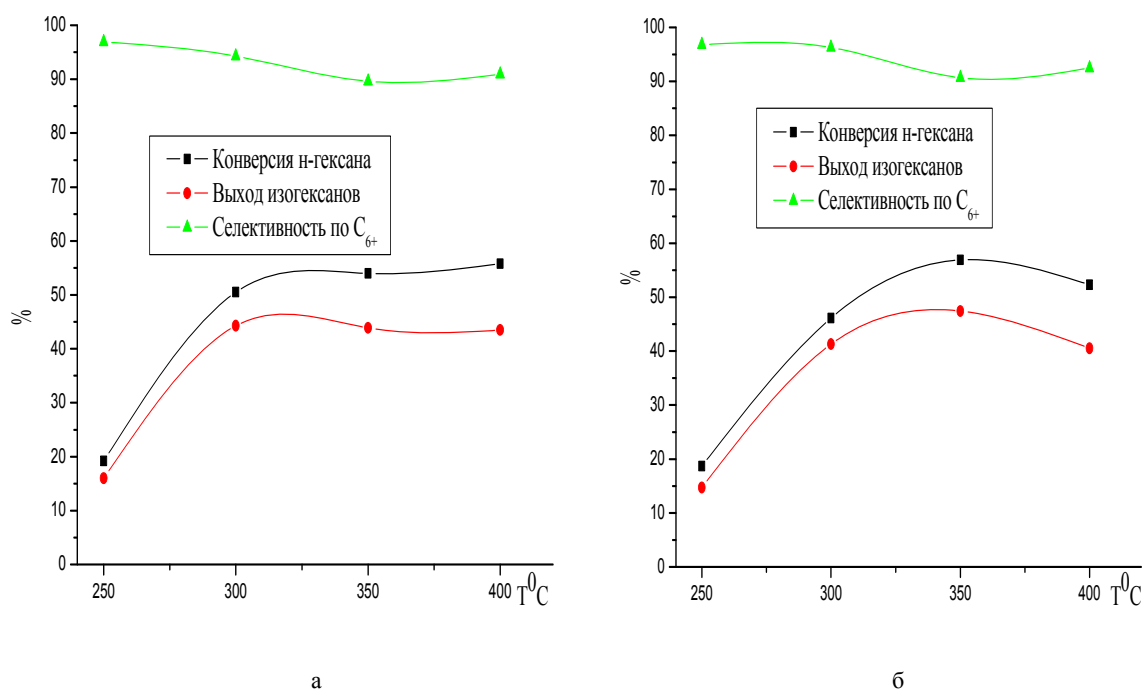 100
90
80
70
60
50
40
30
20
10
0
%
Конверсия н-гексана
Выход изогексанов
Селективность по C6+
250 300 350 400 T⁰C
а
100
90
80
70
60
50
40
30
20
10
0
%
Конверсия н-гексана
Выход изогексанов
Селективность по C6+
250 300 350 400 T⁰C
б